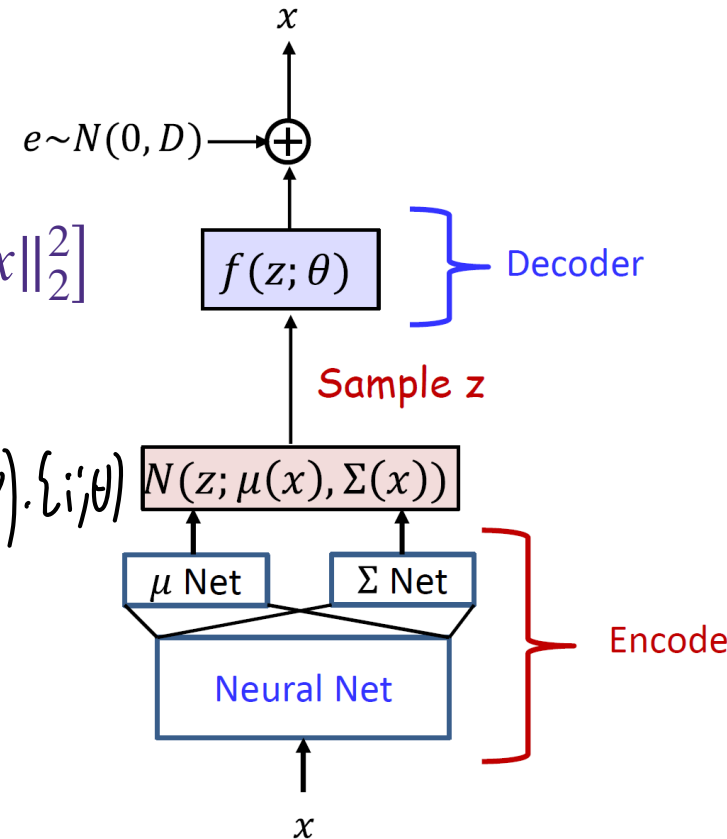 x
e~N(0, D)
+
x‖₂²]
f(z; θ)
Decoder
Sample z
). {i; θ)
N(z; μ(x), Σ(x))
μ Net
Σ Net
Encode
Neural Net
x